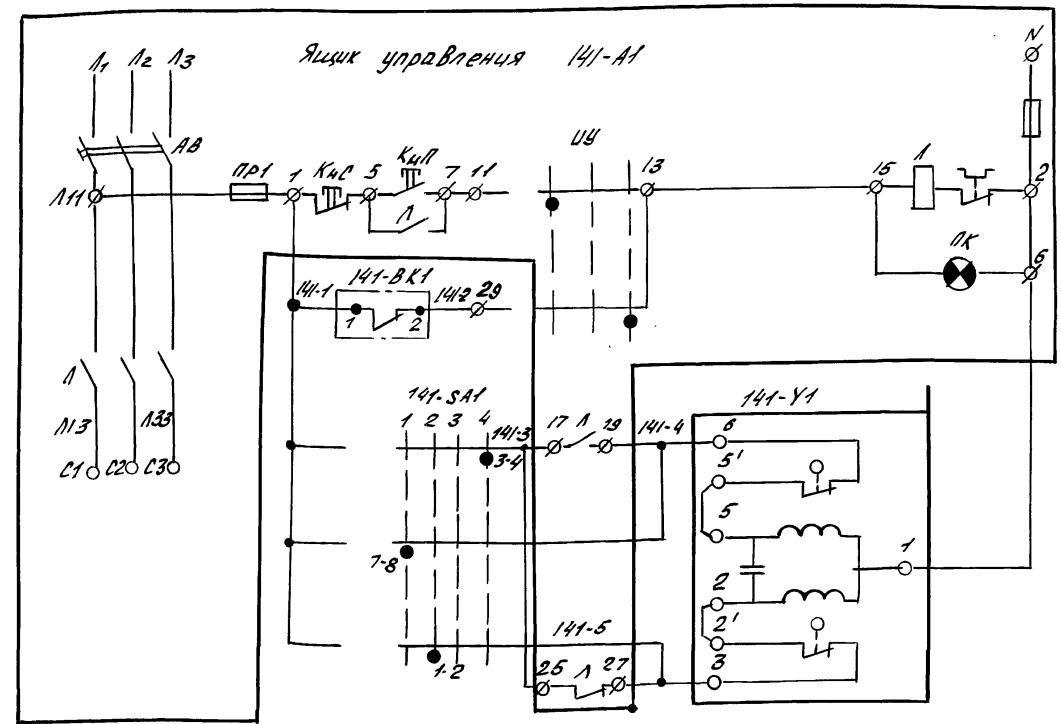 Ящик управления 141-А1
Л1 Л2 Л3
N
АВ
Л11
ПР1
1
КнС
5
КнП
7
11
ИУ
13
15
Л
2
Л
ПК
6
141-1
141-ВК1
1
2
141-2
29
Л
Л13
Л33
С1
С2
С3
141-SA1
1 2 3 4
141-3
3-4
17
Л
19
141-4
7-8
1-2
141-5
25
Л
27
141-Y1
6
5'
5
2
2'
3
1